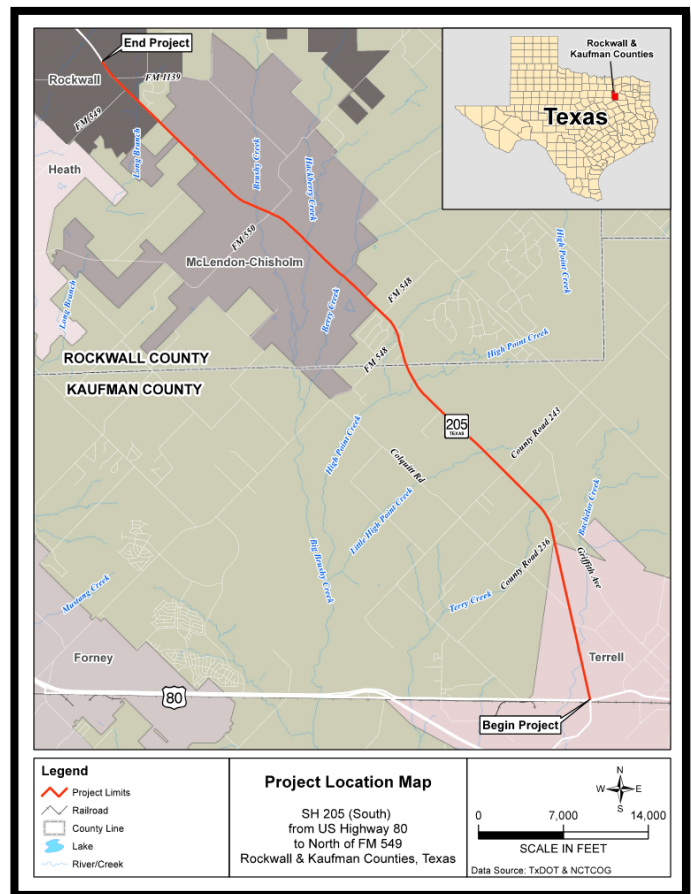 End Project
Rockwall
FM 1139
FM 549
Long Branch
Heath
Brushy Creek
Hackberry Creek
FM 550
McLendon-Chisholm
Long Branch
Berry Creek
FM 548
High Point Creek
High Point Creek
FM 548
ROCKWALL COUNTY
KAUFMAN COUNTY
205
TEXAS
County Road 243
High Point Creek
Colquitt Rd
Little High Point Creek
Bachelor Creek
Big Brushy Creek
County Road 236
Griffith Ave
Terry Creek
Mustang Creek
Forney
Terrell
80
Begin Project
Rockwall &
Kaufman Counties
Texas
Legend
Project Limits
Railroad
County Line
Lake
River/Creek
Project Location Map
SH 205 (South)
from US Highway 80
to North of FM 549
Rockwall & Kaufman Counties, Texas
N
W E
S
0 7,000 14,000
SCALE IN FEET
Data Source: TxDOT & NCTCOG